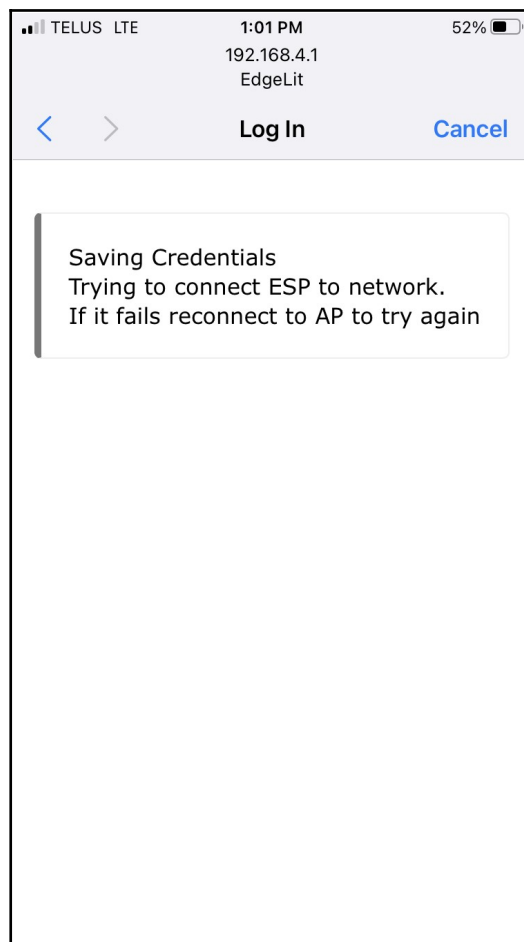 TELUS LTE 1:01 PM 52%
192.168.4.1
EdgeLit
Log In Cancel
Saving Credentials
Trying to connect ESP to network.
If it fails reconnect to AP to try again